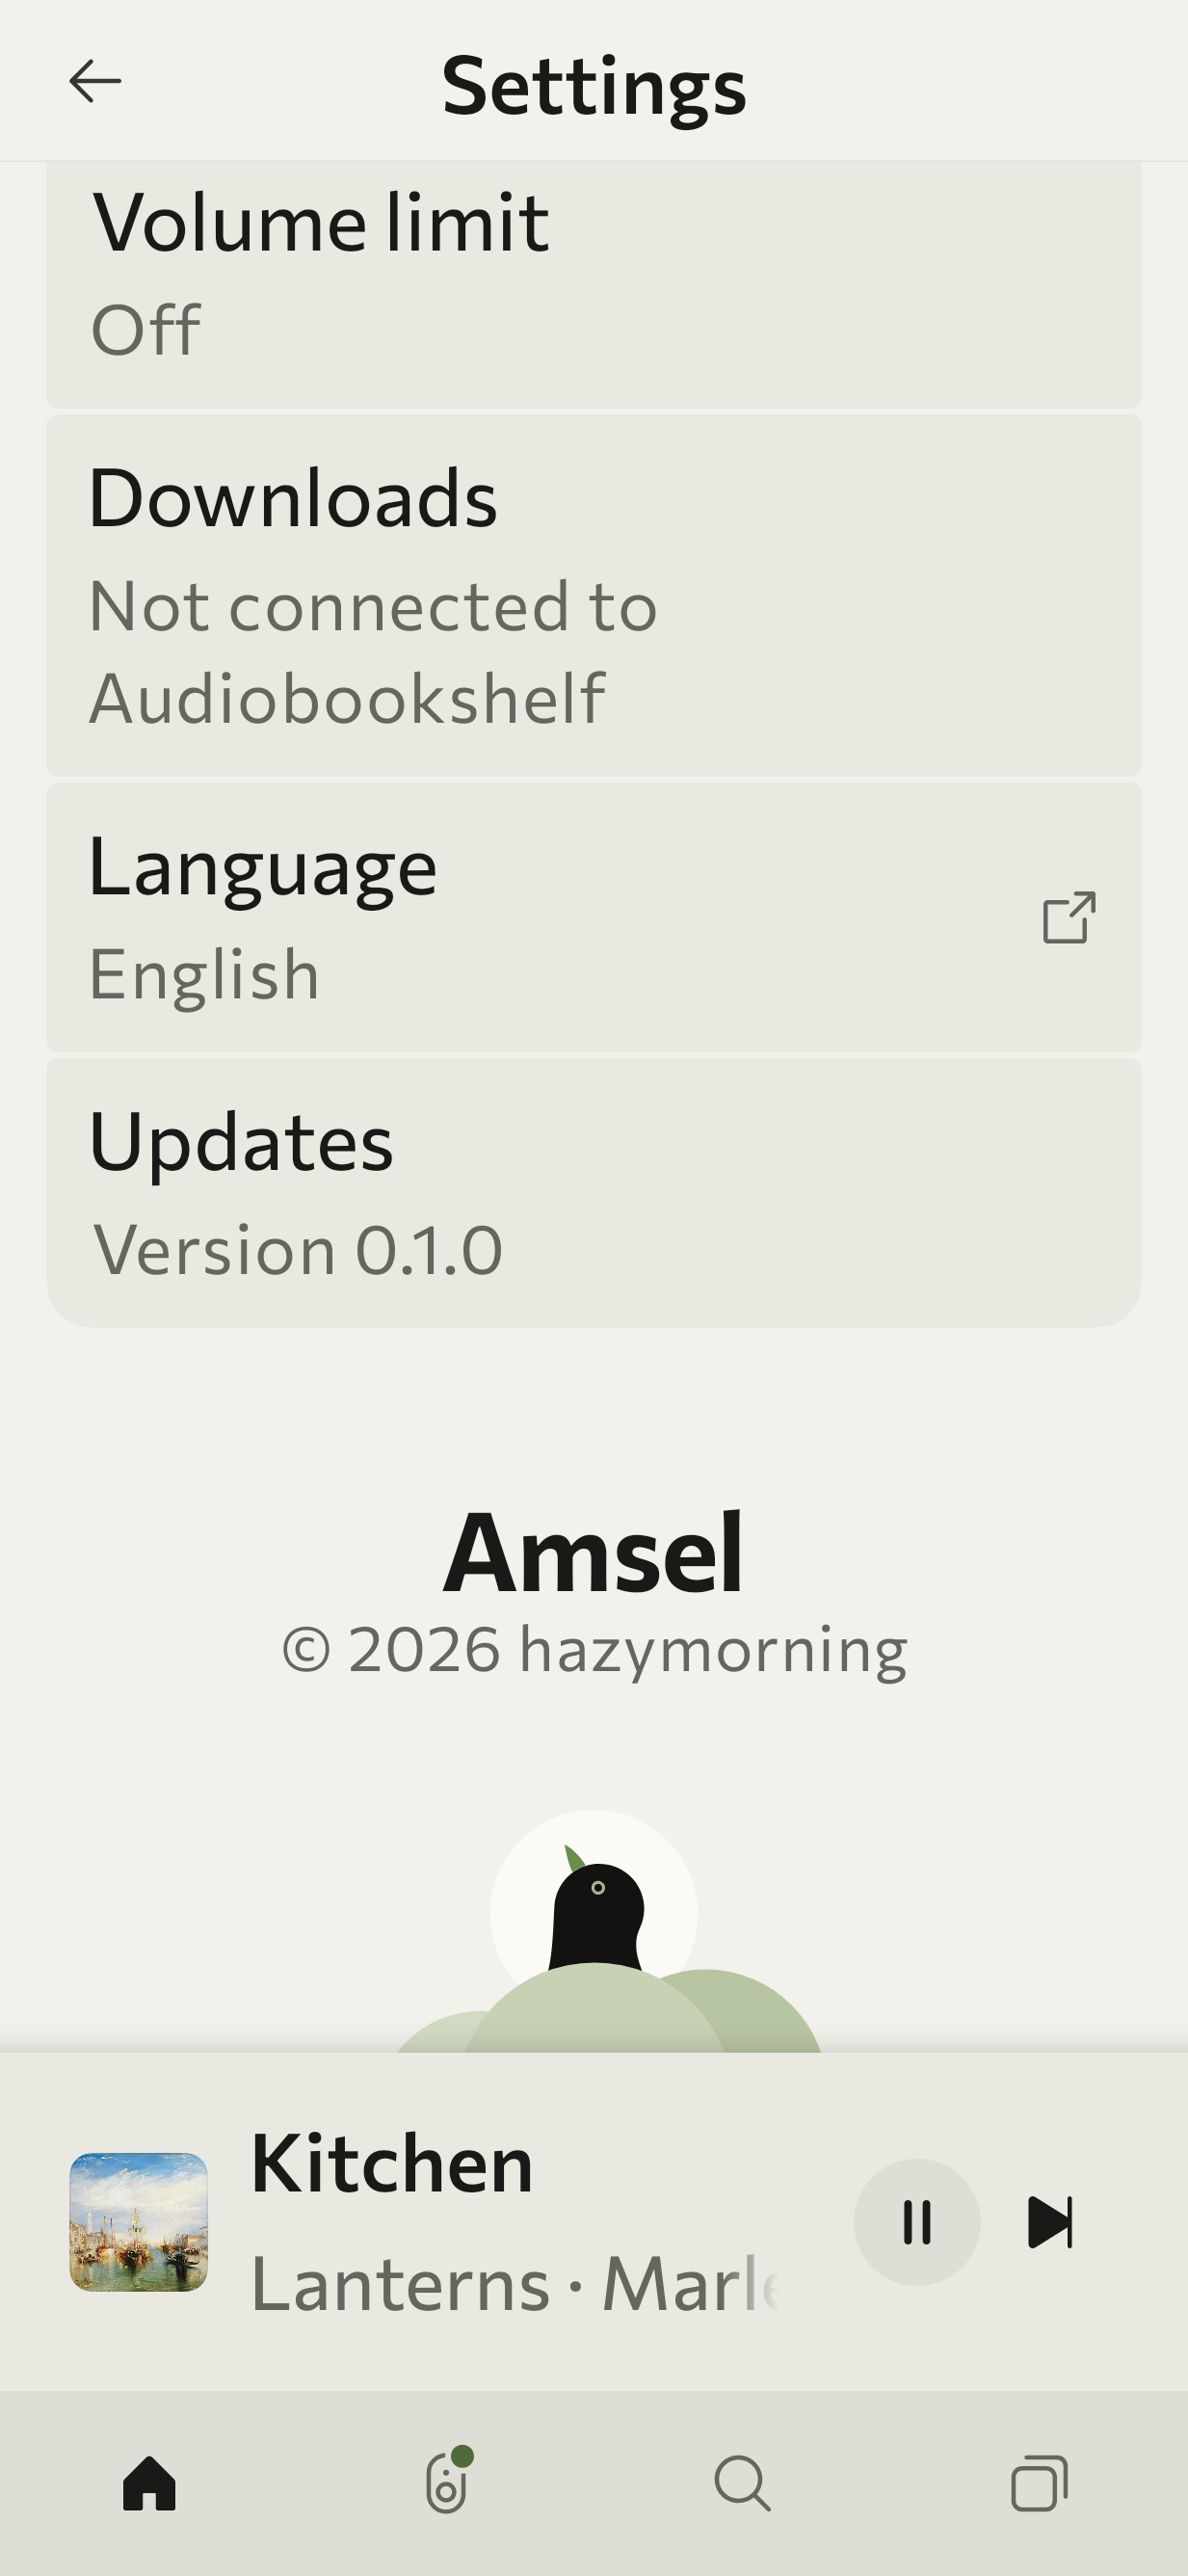 Settings
Volume limit
Off
Downloads
Not connected to
Audiobookshelf
Language
English
Updates
Version 0.1.0
Amsel
© 2026 hazymorning
Kitchen
Lanterns ·